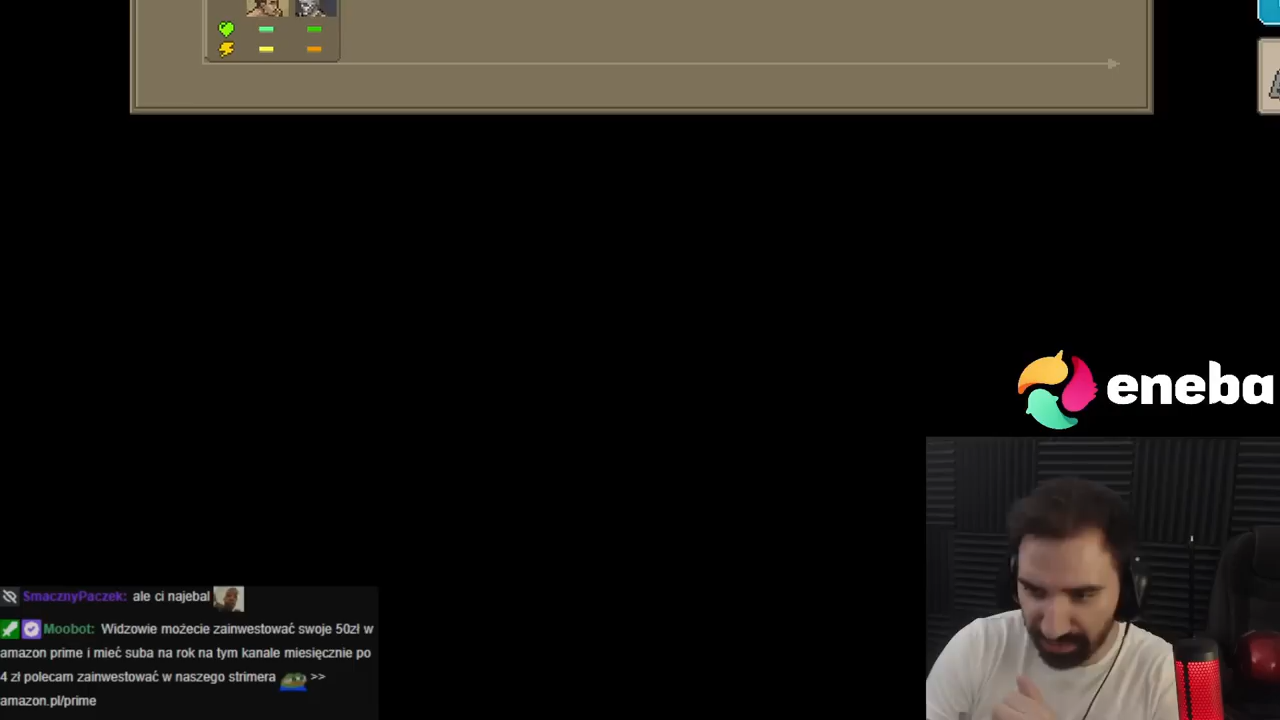 eneba
SmacznyPaczek: ale ci najebal
Moobot: Widzowie możecie zainwestować swoje 50zł w
amazon prime i mieć suba na rok na tym kanale miesięcznie po
4 zł polecam zainwestować w naszego strimera >>
amazon.pl/prime